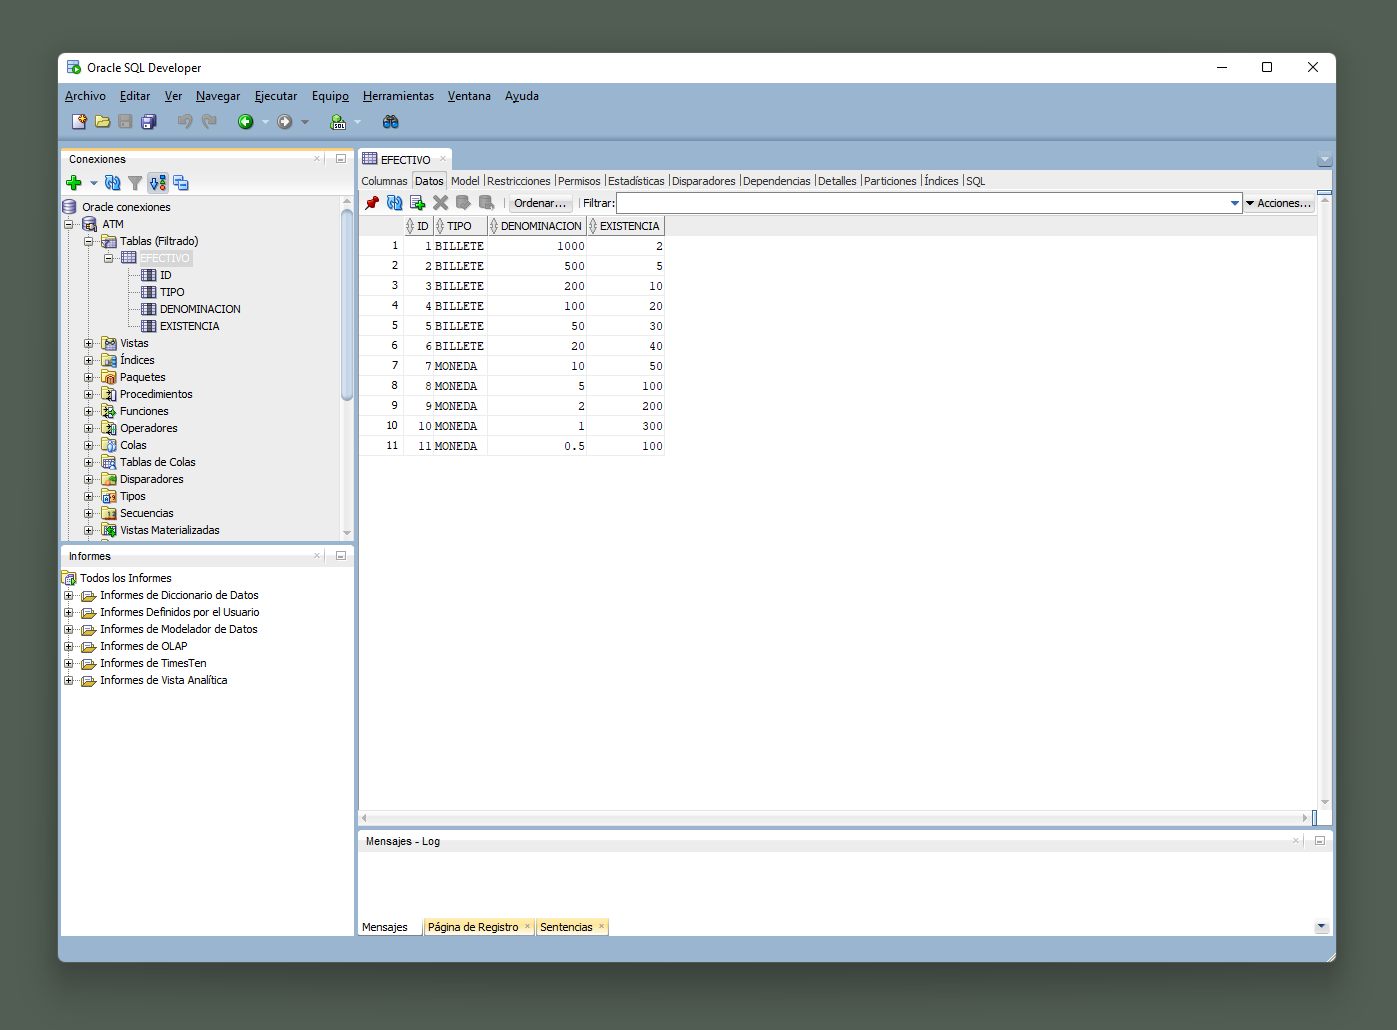 Oracle SQL Developer
Archivo Editar Ver Navegar Ejecutar Equipo Herramientas Ventana Ayuda
SQL
Conexiones
Oracle conexiones
ATM
Tablas (Filtrado)
EFECTIVO
ID
TIPO
DENOMINACION
EXISTENCIA
Vistas
Índices
Paquetes
Procedimientos
Funciones
Operadores
Colas
Tablas de Colas
Disparadores
Tipos
Secuencias
Vistas Materializadas
Informes
Todos los Informes
Informes de Diccionario de Datos
Informes Definidos por el Usuario
Informes de Modelador de Datos
Informes de OLAP
Informes de TimesTen
Informes de Vista Analítica
EFECTIVO
Columnas Datos Model Restricciones Permisos Estadísticas Disparadores Dependencias Detalles Particiones Índices SQL
Ordenar... Filtrar: Acciones...
ID TIPO DENOMINACION EXISTENCIA
1 1 BILLETE 1000 2
2 2 BILLETE 500 5
3 3 BILLETE 200 10
4 4 BILLETE 100 20
5 5 BILLETE 50 30
6 6 BILLETE 20 40
7 7 MONEDA 10 50
8 8 MONEDA 5 100
9 9 MONEDA 2 200
10 10 MONEDA 1 300
11 11 MONEDA 0.5 100
Mensajes - Log
Mensajes Página de Registro Sentencias